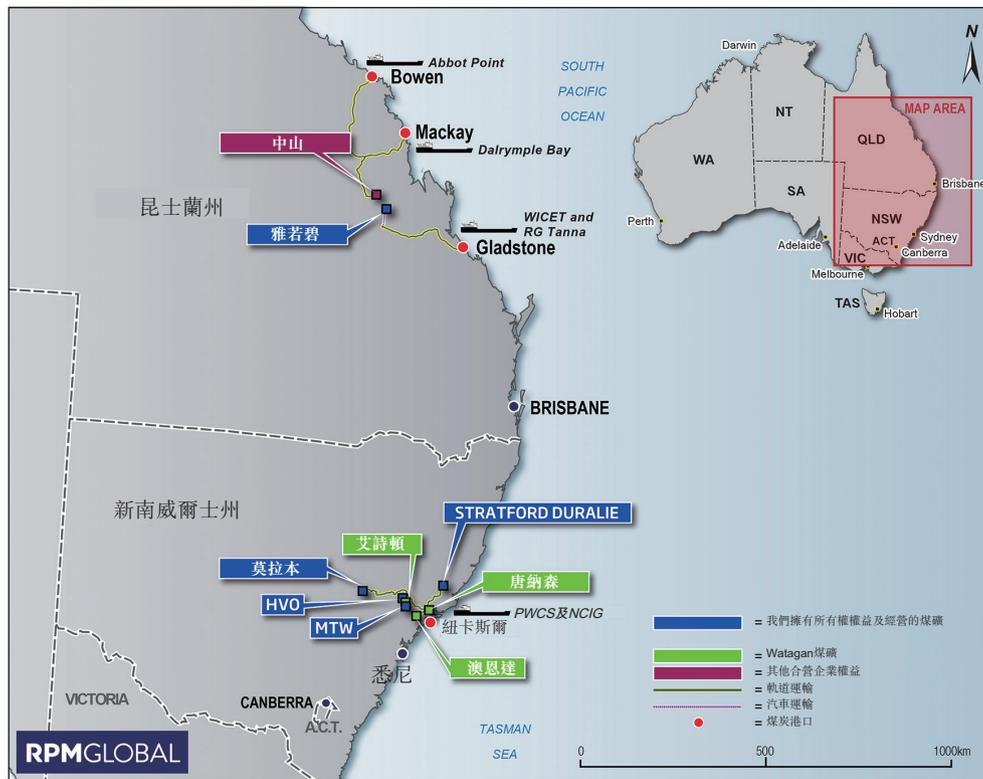 Abbot Point
Bowen
SOUTH
PACIFIC
OCEAN
Mackay
中山
Dalrymple Bay
昆士蘭州
雅若碧
WICET and
RG Tanna
Gladstone
Darwin
N
MAP AREA
NT
QLD
WA
Brisbane
SA
NSW
Perth
Sydney
Adelaide
ACT
Canberra
VIC
Melbourne
TAS
Hobart
BRISBANE
新南威爾士州
STRATFORD DURALIE
艾詩頓
莫拉本
唐納森
HVO
PWCS及NCIG
MTW
紐卡斯爾
悉尼
澳恩達
VICTORIA
CANBERRA
A.C.T.
TASMAN
SEA
= 我們擁有所有權權益及經營的煤礦
= Watagan煤礦
= 其他合營企業權益
= 軌道運輸
= 汽車運輸
= 煤炭港口
0 500 1000km
RPMGLOBAL